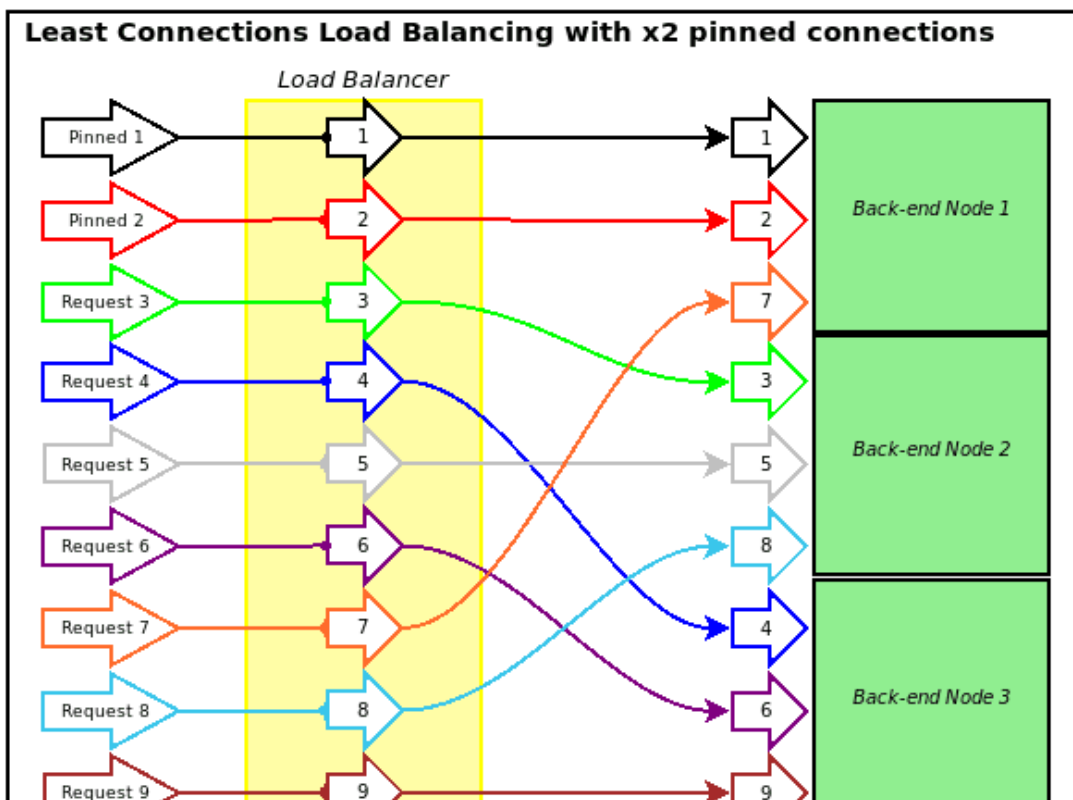 Least Connections Load Balancing with x2 pinned connections
Load Balancer
Pinned 1
1
1
Pinned 2
2
2
Back-end Node 1
Request 3
3
7
Request 4
4
3
Request 5
5
5
Back-end Node 2
Request 6
6
8
Request 7
7
4
Request 8
8
6
Back-end Node 3
Request 9
9
9